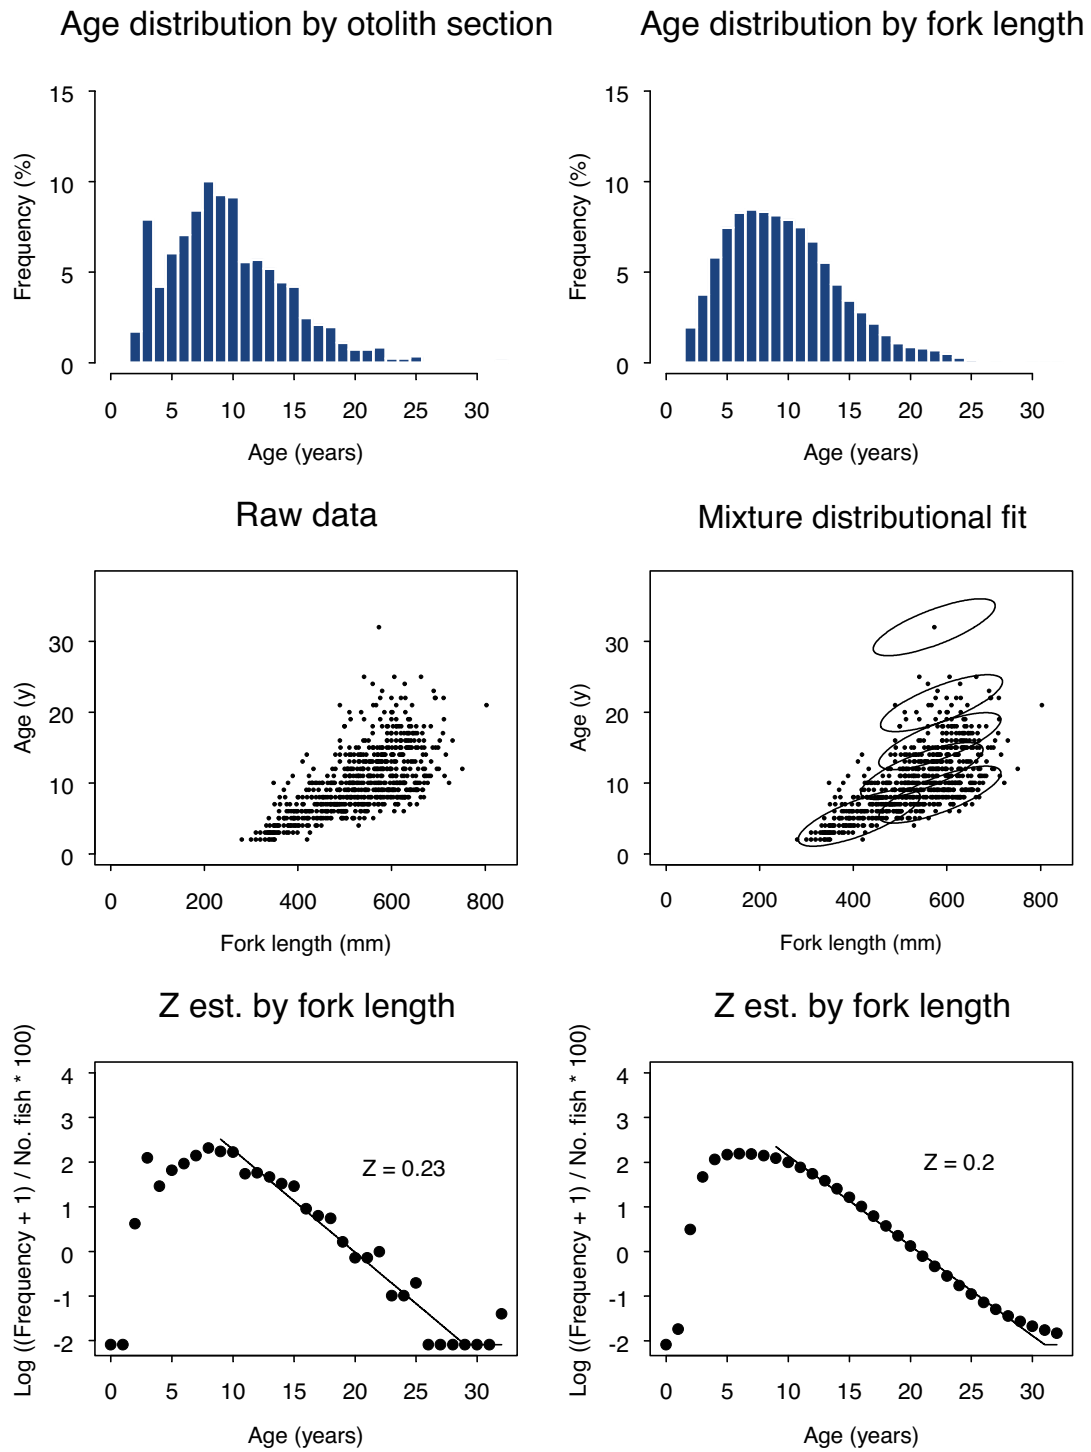 Age distribution by otolith section
Age distribution by fork length
15
10
5
0
Frequency (%)
0 5 10 15 20 25 30
Age (years)
15
10
5
0
Frequency (%)
0 5 10 15 20 25 30
Age (years)
Raw data
Mixture distributional fit
30
20
10
0
Age (y)
0 200 400 600 800
Fork length (mm)
30
20
10
0
Age (y)
0 200 400 600 800
Fork length (mm)
Z est. by fork length
Z est. by fork length
4
3
2
1
0
-1
-2
Log ((Frequency + 1) / No. fish * 100)
Z = 0.23
0 5 10 15 20 25 30
Age (years)
4
3
2
1
0
-1
-2
Log ((Frequency + 1) / No. fish * 100)
Z = 0.2
0 5 10 15 20 25 30
Age (years)